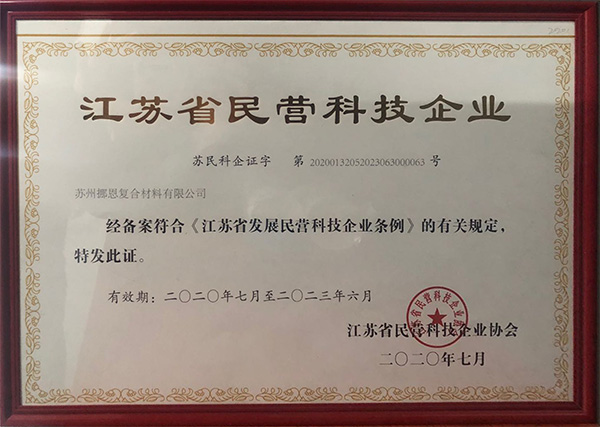 江苏省民营科技企业
苏民科企证字 第 20200132052023063000063 号
苏州挪恩复合材料有限公司
经备案符合《江苏省发展民营科技企业条例》的有关规定，
特发此证。
有效期：二〇二〇年七月至二〇二三年六月
江苏省民营科技企业协会
二〇二〇年七月